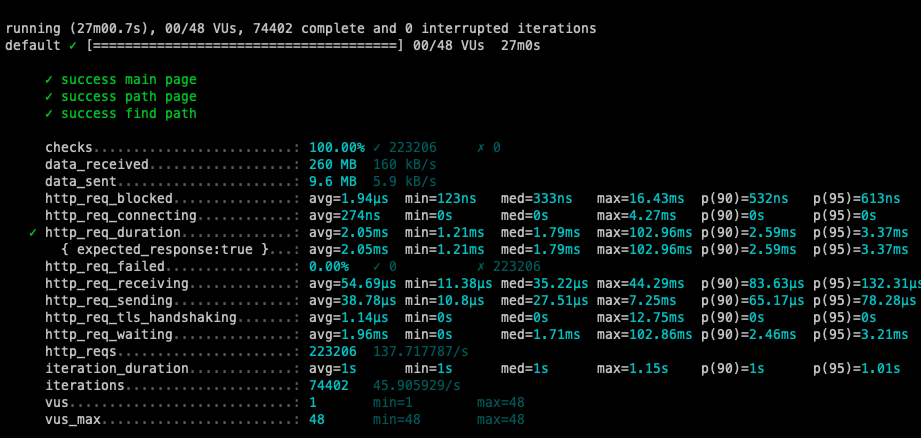 running (27m00.7s), 00/48 VUs, 74402 complete and 0 interrupted iterations
default ✓ [======================================] 00/48 VUs  27m0s
✓ success main page
✓ success path page
✓ success find path
checks.........................: 100.00% ✓ 223206     ✗ 0
data_received..................: 260 MB  160 kB/s
data_sent......................: 9.6 MB  5.9 kB/s
http_req_blocked...............: avg=1.94µs  min=123ns   med=333ns   max=16.43ms  p(90)=532ns   p(95)=613ns
http_req_connecting............: avg=274ns   min=0s      med=0s      max=4.27ms   p(90)=0s      p(95)=0s
✓ http_req_duration..............: avg=2.05ms  min=1.21ms  med=1.79ms  max=102.96ms p(90)=2.59ms  p(95)=3.37ms
{ expected_response:true }...: avg=2.05ms  min=1.21ms  med=1.79ms  max=102.96ms p(90)=2.59ms  p(95)=3.37ms
http_req_failed................: 0.00%   ✓ 0          ✗ 223206
http_req_receiving.............: avg=54.69µs min=11.38µs med=35.22µs max=44.29ms  p(90)=83.63µs p(95)=132.31µs
http_req_sending...............: avg=38.78µs min=10.8µs  med=27.51µs max=7.25ms   p(90)=65.17µs p(95)=78.28µs
http_req_tls_handshaking.......: avg=1.14µs  min=0s      med=0s      max=12.75ms  p(90)=0s      p(95)=0s
http_req_waiting...............: avg=1.96ms  min=0s      med=1.71ms  max=102.86ms p(90)=2.46ms  p(95)=3.21ms
http_reqs......................: 223206  137.717787/s
iteration_duration.............: avg=1s      min=1s      med=1s      max=1.15s    p(90)=1s      p(95)=1.01s
iterations.....................: 74402   45.905929/s
vus............................: 1       min=1        max=48
vus_max........................: 48      min=48       max=48